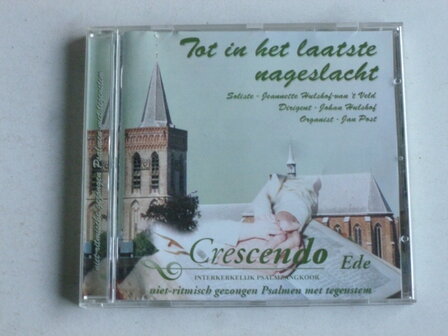 Tot in het laatste
nageslacht
Soliste - Jeannette Hulshof-van 't Veld
Dirigent - Johan Hulshof
Organist - Jan Post
Crescendo Ede
INTERKERKELIJK PSALMZANGKOOR
niet-ritmisch gezongen Psalmen met tegenstem